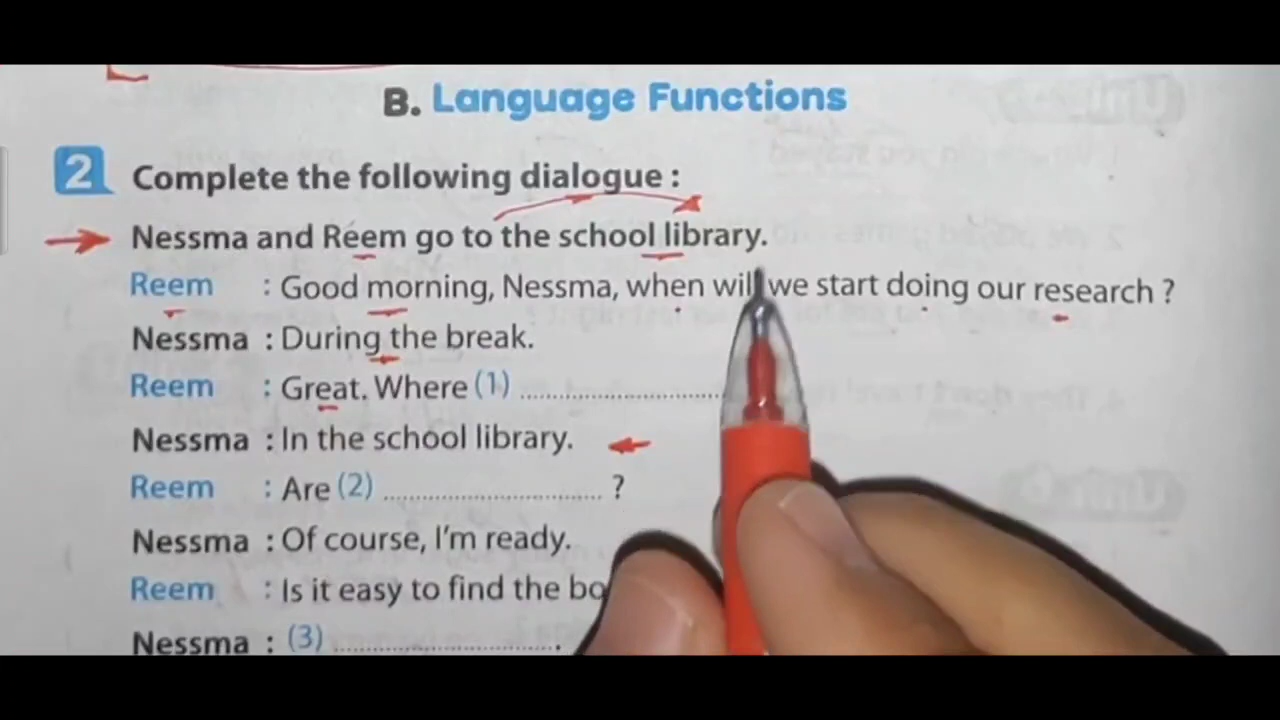 B. Language Functions
2 Complete the following dialogue :
Nessma and Reem go to the school library.
Reem : Good morning, Nessma, when will we start doing our research ?
Nessma : During the break.
Reem : Great. Where (1) ................................
Nessma : In the school library.
Reem : Are (2) ................................ ?
Nessma : Of course, I'm ready.
Reem : Is it easy to find the
Nessma : (3) ................................ .